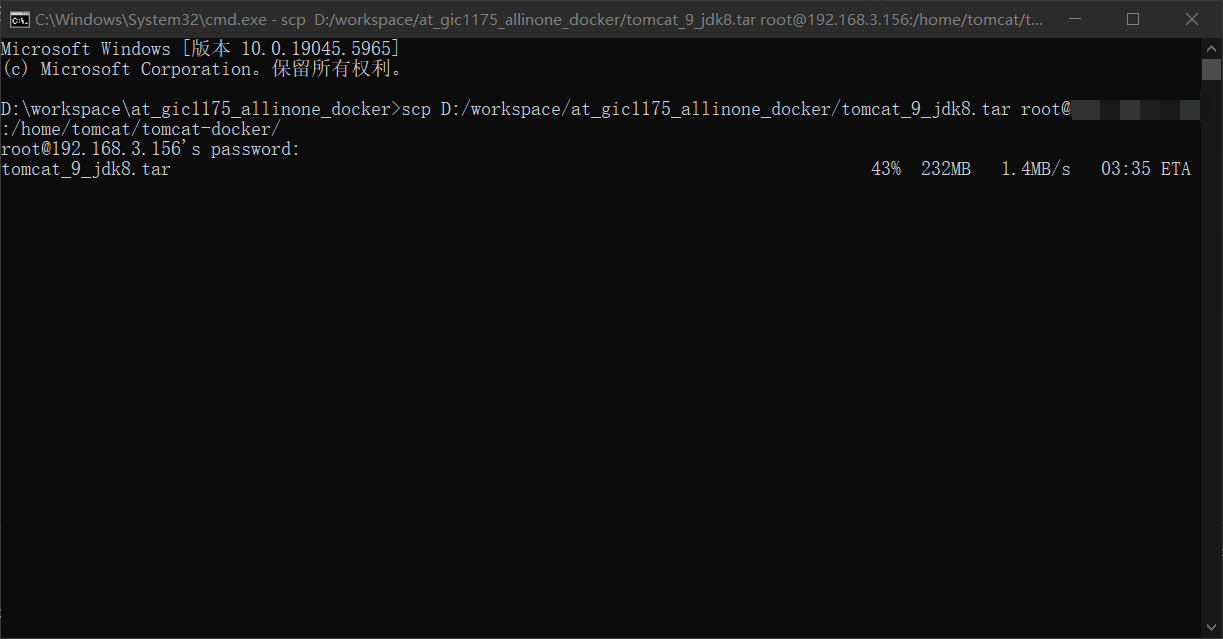 C:\Windows\System32\cmd.exe - scp  D:/workspace/at_gic1175_allinone_docker/tomcat_9_jdk8.tar root@192.168.3.156:/home/tomcat/t...
Microsoft Windows [版本 10.0.19045.5965]
(c) Microsoft Corporation。保留所有权利。
D:\workspace\at_gic1175_allinone_docker>scp D:/workspace/at_gic1175_allinone_docker/tomcat_9_jdk8.tar root@
:/home/tomcat/tomcat-docker/
root@192.168.3.156's password:
tomcat_9_jdk8.tar 43% 232MB 1.4MB/s 03:35 ETA